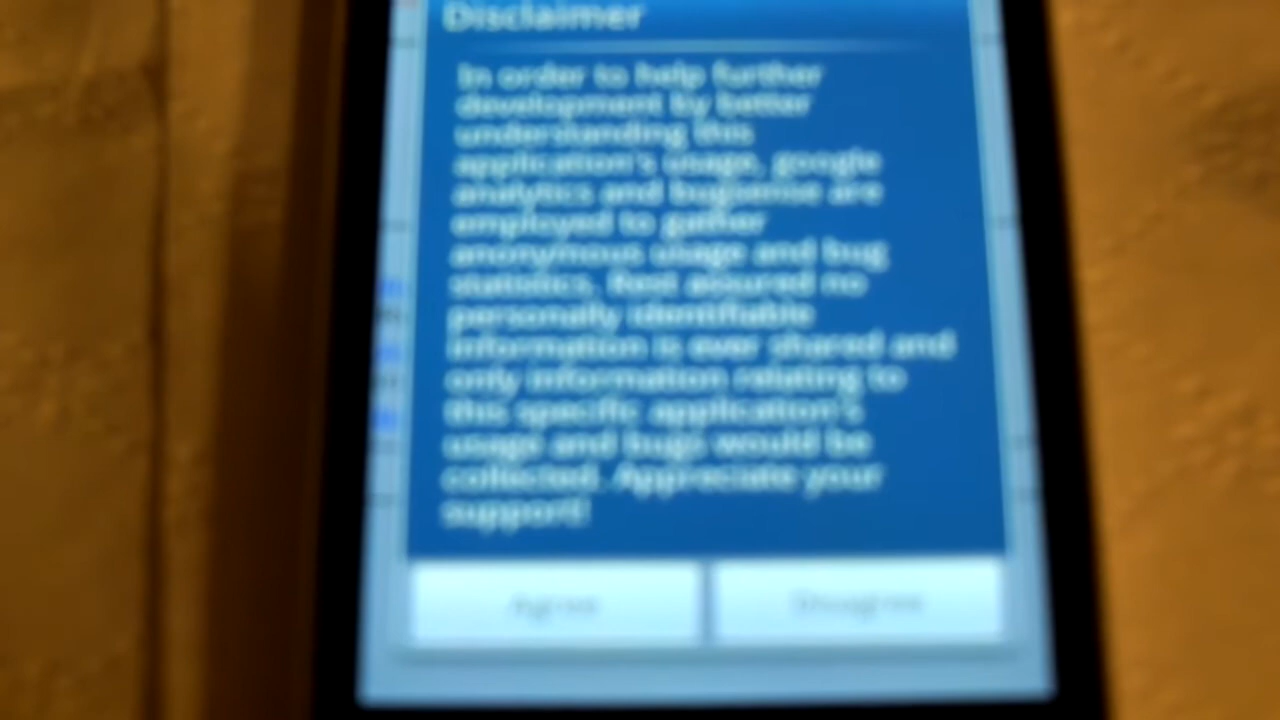 Disclaimer
In order to help further
development by better
understanding this
application's usage, google
analytics and bugsense are
employed to gather
anonymous usage and bug
statistics, Rest assured no
personally identifiable
information is ever shared and
only information relating to
this specific application's
usage and bugs would be
collected. Appreciate your
support!
Agree Disagree